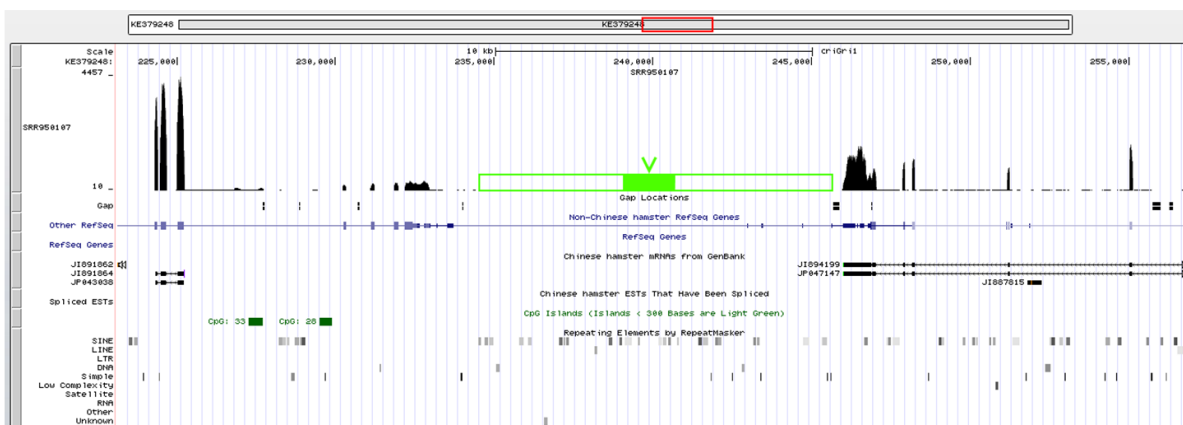 KE379248 KE379248
Scale 10 kb criGri1
KE379248: 225,000 230,000 235,000 240,000 245,000 250,000 255,000
4457 _ SRR950107
SRR950107
10 _
Gap Locations
Gap
Non-Chinese hamster RefSeq Genes
Other RefSeq
RefSeq Genes
RefSeq Genes
Chinese hamster mRNAs from GenBank
JI891862 JI894199
JI891864 JP047147
JP043038 JI887815
Chinese hamster ESTs That Have Been Spliced
Spliced ESTs
CpG Islands (Islands < 300 Bases are Light Green)
CpG: 33 CpG: 28
Repeating Elements by RepeatMasker
SINE
LINE
LTR
DNA
Simple
Low Complexity
Satellite
RNA
Other
Unknown